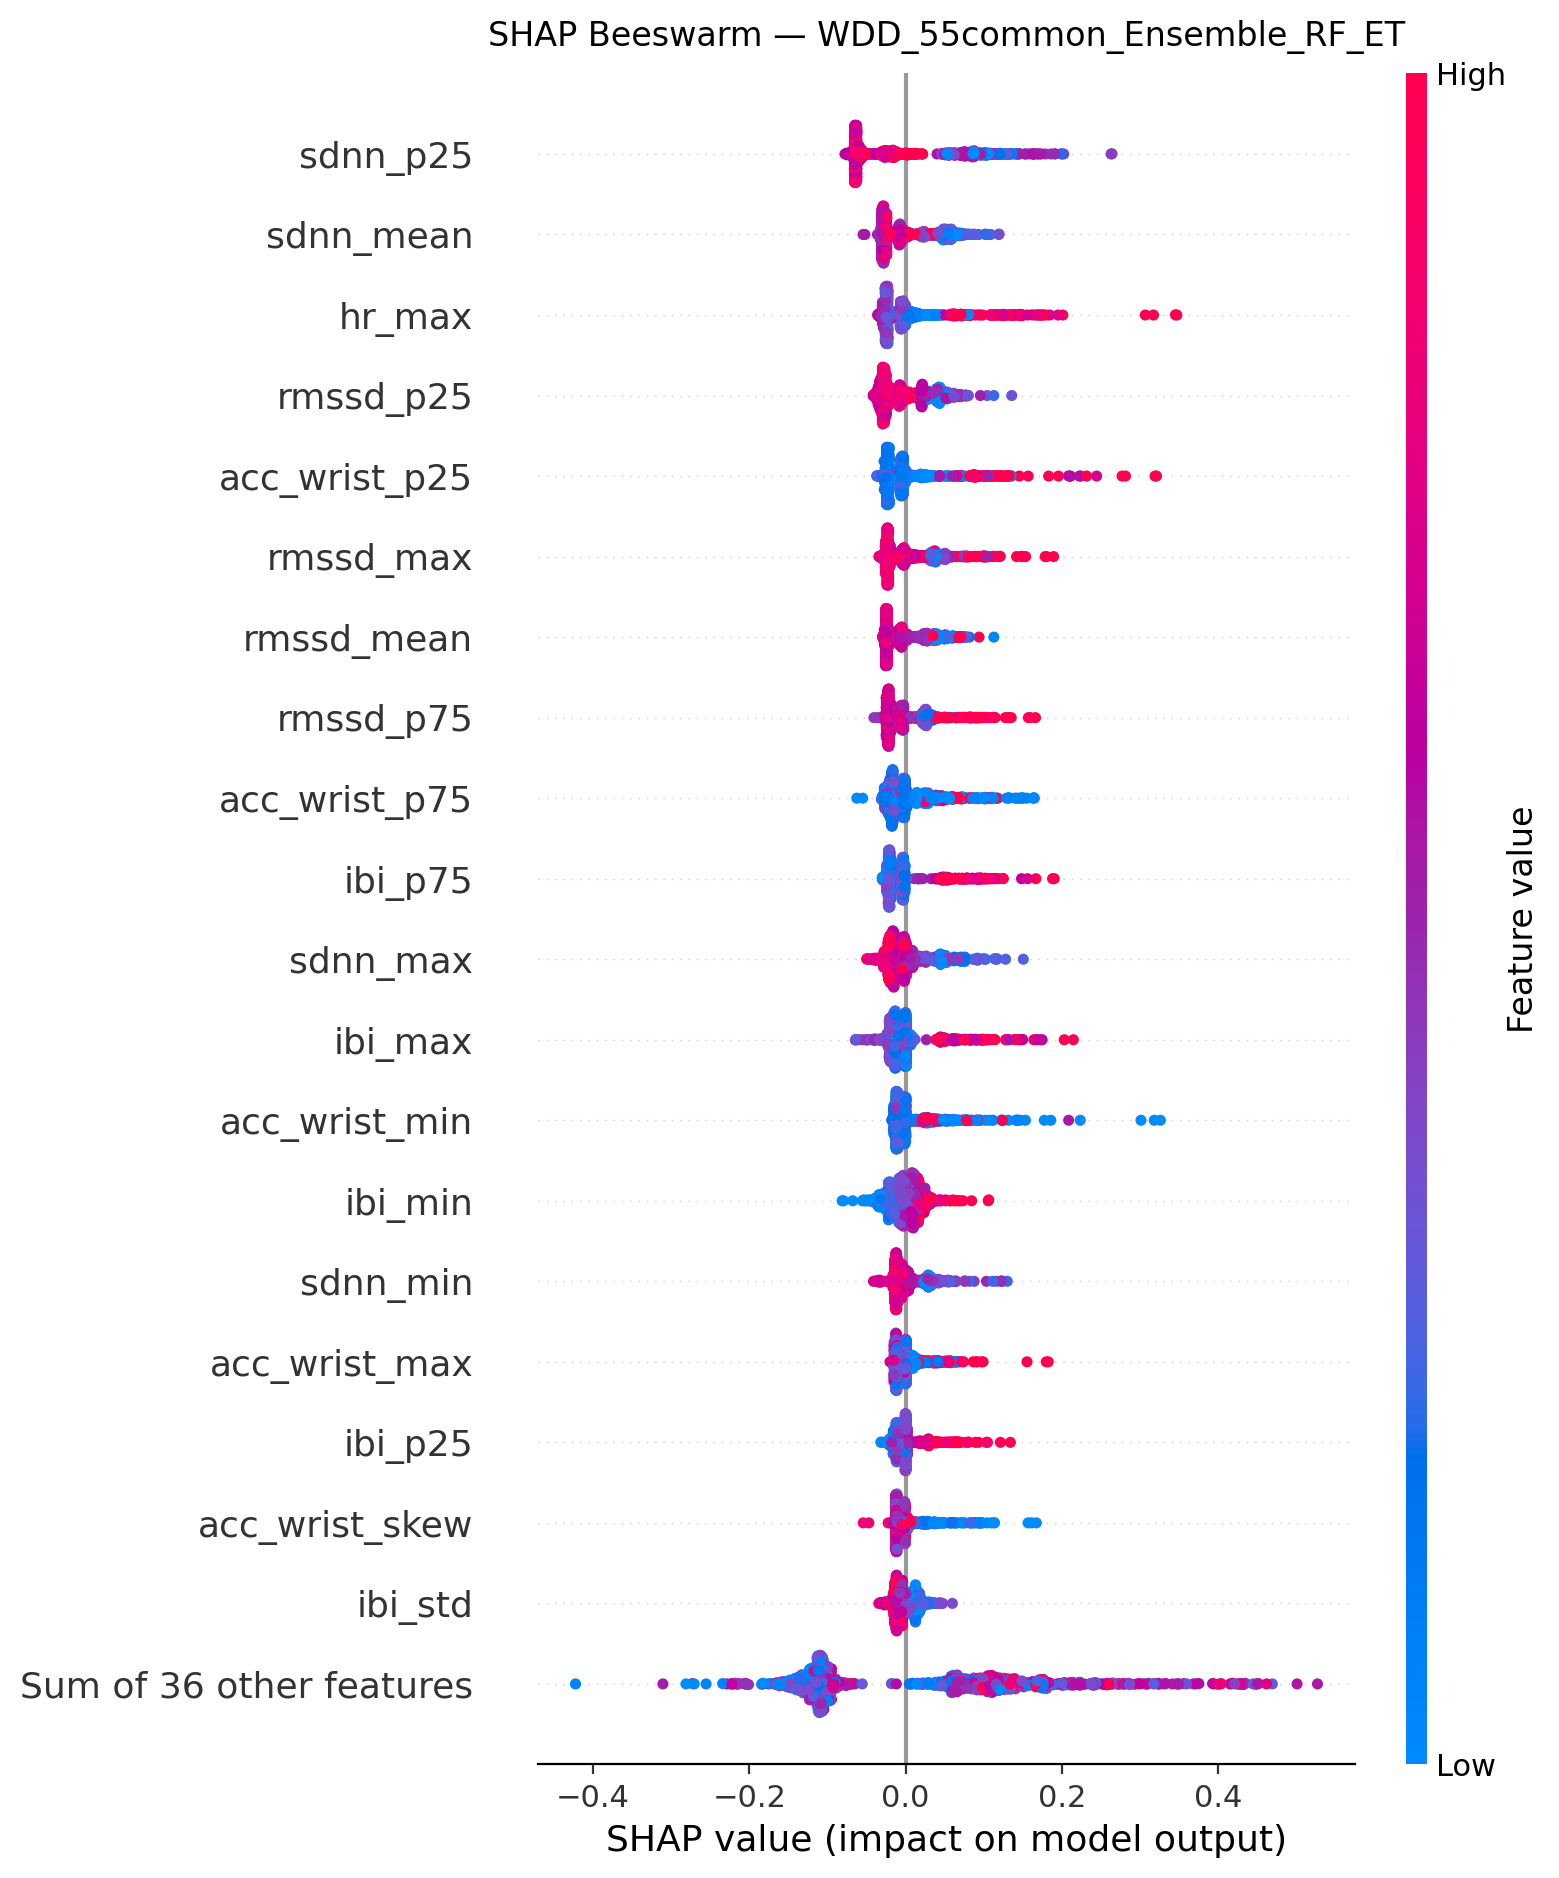 SHAP Beeswarm — WDD_55common_Ensemble_RF_ET
High
sdnn_p25
sdnn_mean
hr_max
rmssd_p25
acc_wrist_p25
rmssd_max
rmssd_mean
rmssd_p75
acc_wrist_p75
ibi_p75
sdnn_max
ibi_max
acc_wrist_min
ibi_min
sdnn_min
acc_wrist_max
ibi_p25
acc_wrist_skew
ibi_std
Sum of 36 other features
Feature value
Low
−0.4 −0.2 0.0 0.2 0.4
SHAP value (impact on model output)